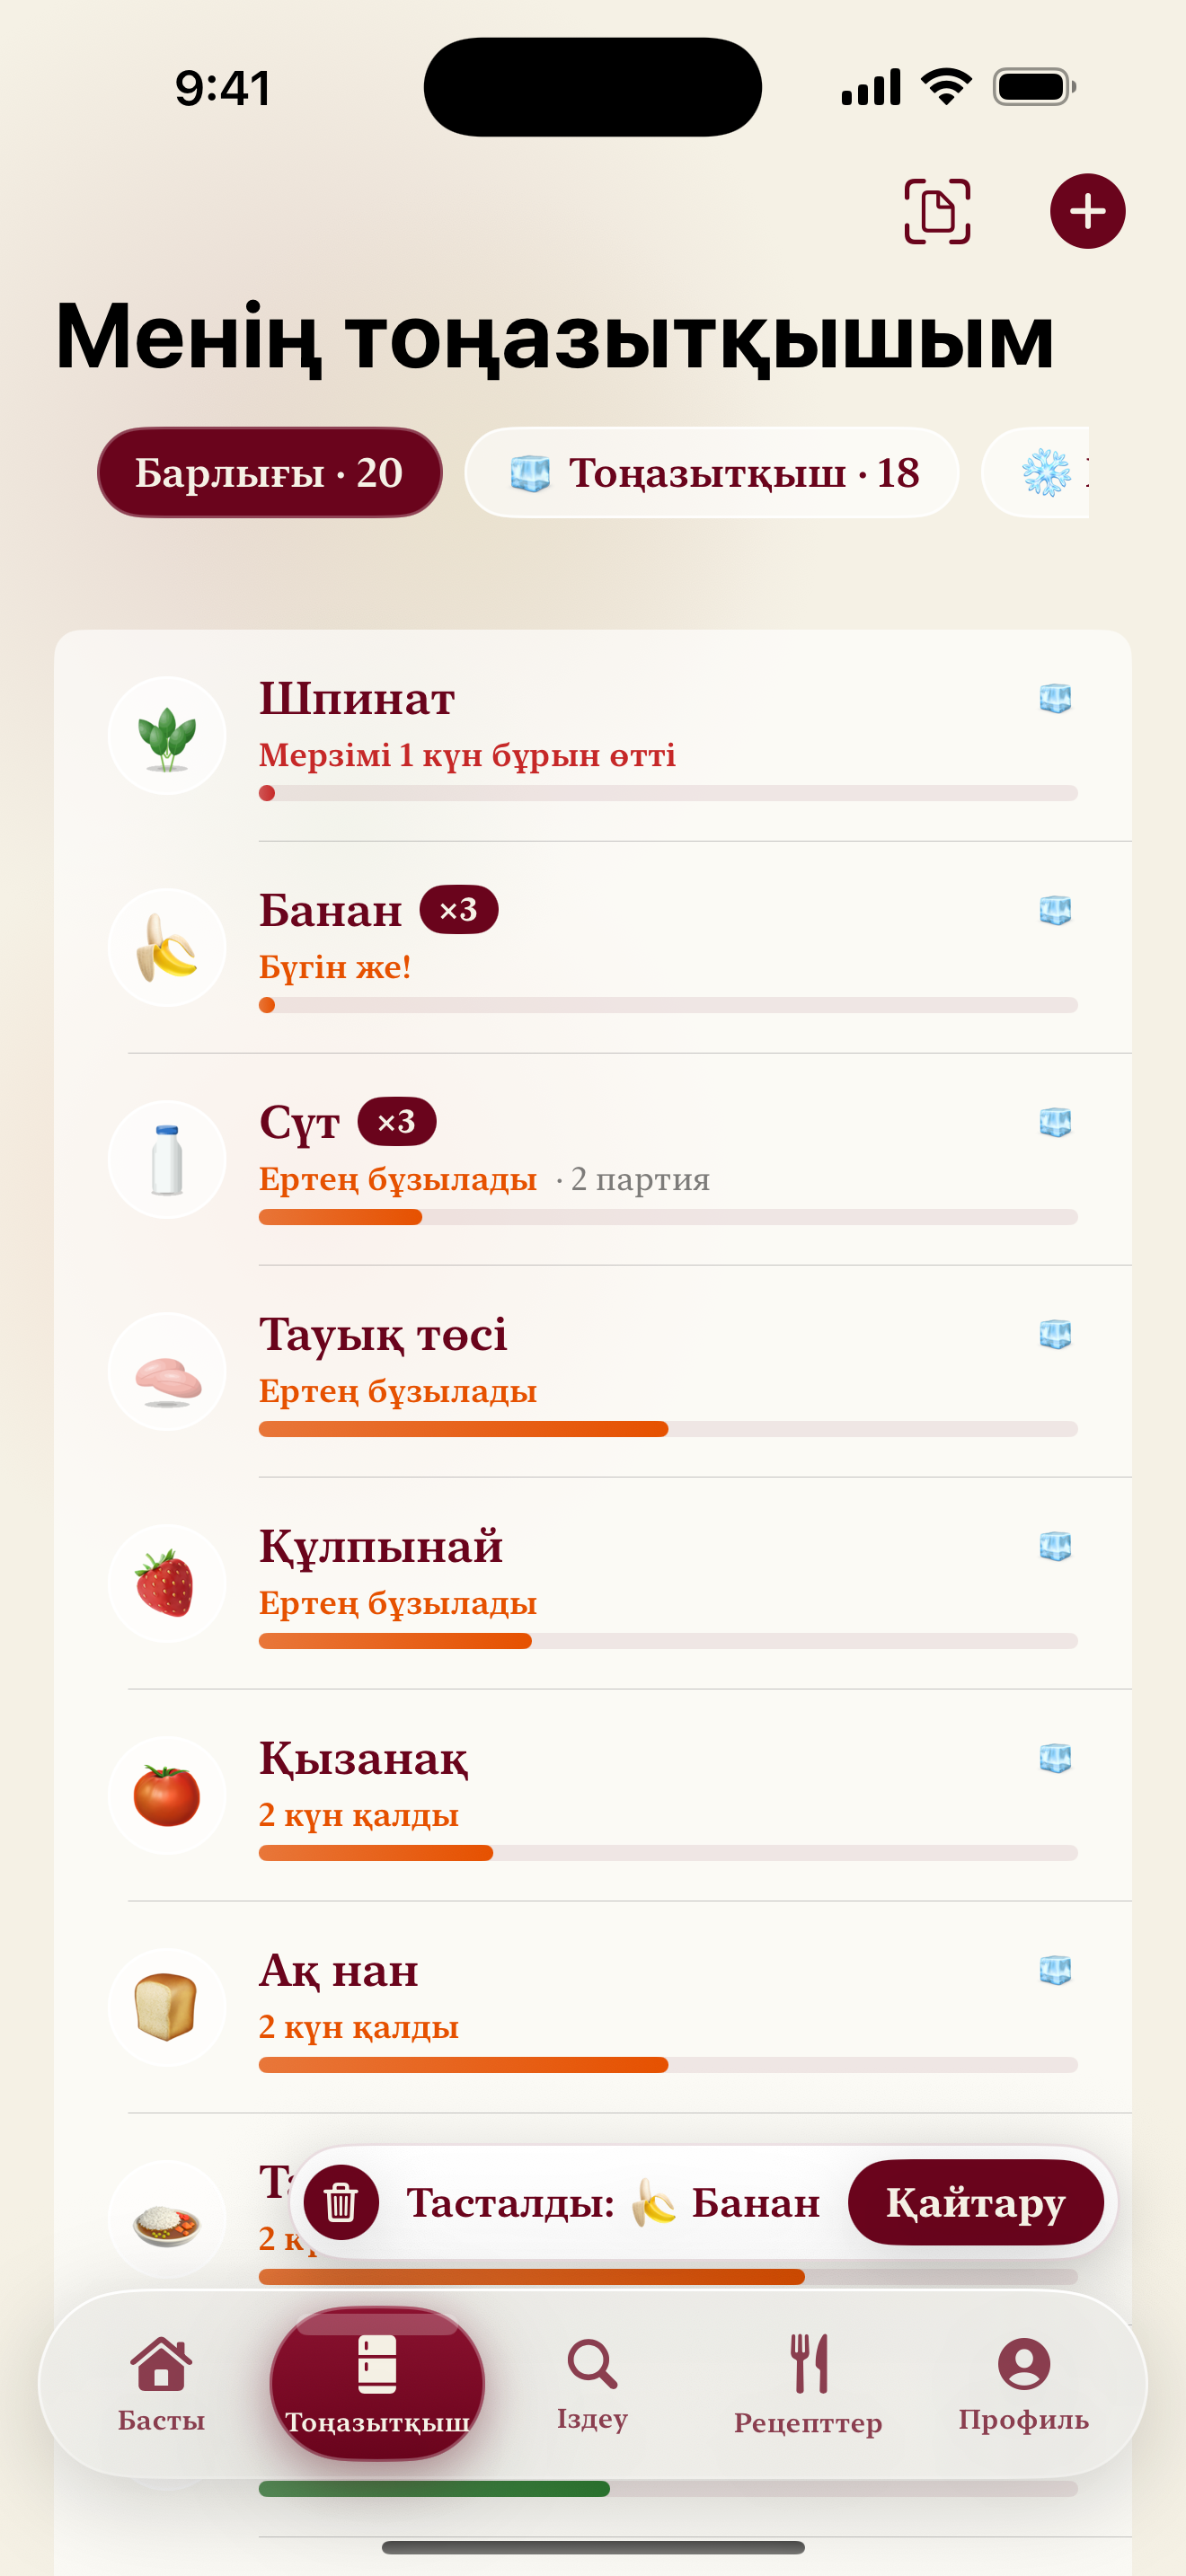 9:41
Менің тоңазытқышым
Барлығы · 20
Тоңазытқыш · 18
Шпинат
Мерзімі 1 күн бұрын өтті
Банан ×3
Бүгін же!
Сүт ×3
Ертең бұзылады · 2 партия
Тауық төсі
Ертең бұзылады
Құлпынай
Ертең бұзылады
Қызанақ
2 күн қалды
Ақ нан
2 күн қалды
Тасталды: Банан
Қайтару
2
Басты
Тоңазытқыш
Іздеу
Рецепттер
Профиль